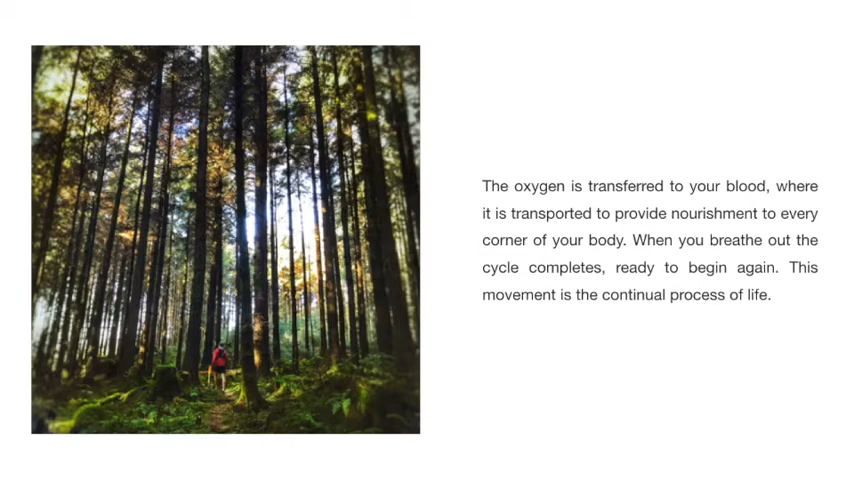 The oxygen is transferred to your blood, where
it is transported to provide nourishment to every
corner of your body. When you breathe out the
cycle completes, ready to begin again. This
movement is the continual process of life.